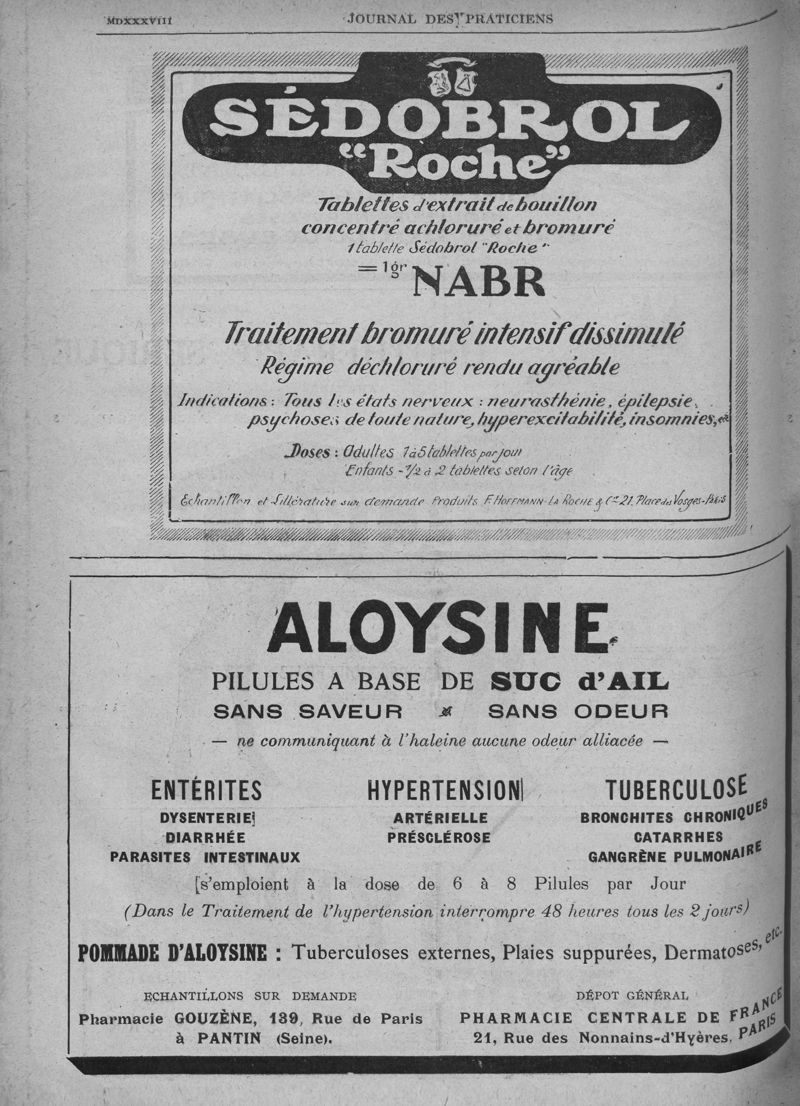 MDXXXVIII
JOURNAL DES PRATICIENS
SÉDOBROL
“Roche”
Tablettes d'extrait de bouillon
concentré achloruré et bromuré
1 tablette Sédobrol "Roche"
= 1gr NABR
Traitement bromuré intensif dissimulé
Régime déchloruré rendu agréable
Indications : Tous les états nerveux : neurasthénie, épilepsie,
psychoses de toute nature, hyperexcitabilité, insomnies, etc
Doses : Adultes 1 à 5 tablettes par jour
Enfants - 1/2 à 2 tablettes selon l'âge
Echantillon et Littérature sur demande Produits F. HOFFMANN-LA ROCHE & Cie 21, Place des Vosges-Paris
ALOYSINE
PILULES A BASE DE SUC d'AIL
SANS SAVEUR SANS ODEUR
— ne communiquant à l'haleine aucune odeur alliacée —
ENTÉRITES
DYSENTERIE
DIARRHÉE
PARASITES INTESTINAUX
HYPERTENSION
ARTÉRIELLE
PRÉSCLÉROSE
TUBERCULOSE
BRONCHITES CHRONIQUES
CATARRHES
GANGRÈNE PULMONAIRE
[s'emploient à la dose de 6 à 8 Pilules par Jour
(Dans le Traitement de l'hypertension interrompre 48 heures tous les 2 jours)
POMMADE D'ALOYSINE : Tuberculoses externes, Plaies suppurées, Dermatoses, etc.
ECHANTILLONS SUR DEMANDE
Pharmacie GOUZÈNE, 139, Rue de Paris
à PANTIN (Seine).
DÉPOT GÉNÉRAL
PHARMACIE CENTRALE DE FRANCE
21, Rue des Nonnains-d'Hyères, PARIS